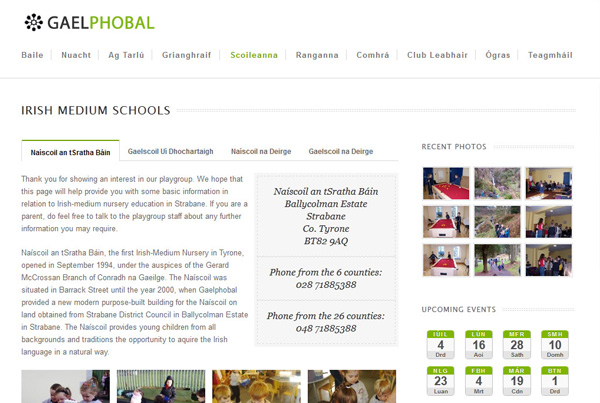 GAELPHOBAL
Baile Nuacht Ag Tarlú Grianghraif Scoileanna Ranganna Comhrá Club Leabhair Ógras Teagmháil
IRISH MEDIUM SCHOOLS
Naíscoil an tSratha Báin Gaelscoil Uí Dhochartaigh Naíscoil na Deirge Gaelscoil na Deirge
Thank you for showing an interest in our playgroup. We hope that
this page will help provide you with some basic information in
relation to Irish-medium nursery education in Strabane. If you are a
parent, do feel free to talk to the playgroup staff about any further
information you may require.
Naíscoil an tSratha Báin, the first Irish-Medium Nursery in Tyrone,
opened in September 1994, under the auspices of the Gerard
McCrossan Branch of Conradh na Gaeilge. The Naíscoil was
situated in Barrack Street until the year 2000, when Gaelphobal
provided a new modern purpose-built building for the Naíscoil on
land obtained from Strabane District Council in Ballycolman Estate
in Strabane. The Naíscoil provides young children from all
backgrounds and traditions the opportunity to aquire the Irish
language in a natural way.
Naíscoil an tSratha Báin
Ballycolman Estate
Strabane
Co. Tyrone
BT82 9AQ
Phone from the 6 counties:
028 71885388
Phone from the 26 counties:
048 71885388
RECENT PHOTOS
UPCOMING EVENTS
IÚIL LÚN MFR SMH
4 16 28 10
Drd Aoi Sath Domh
NLG FBH MÁR BTN
23 4 19 1
Luan Mrt Cdn Drd